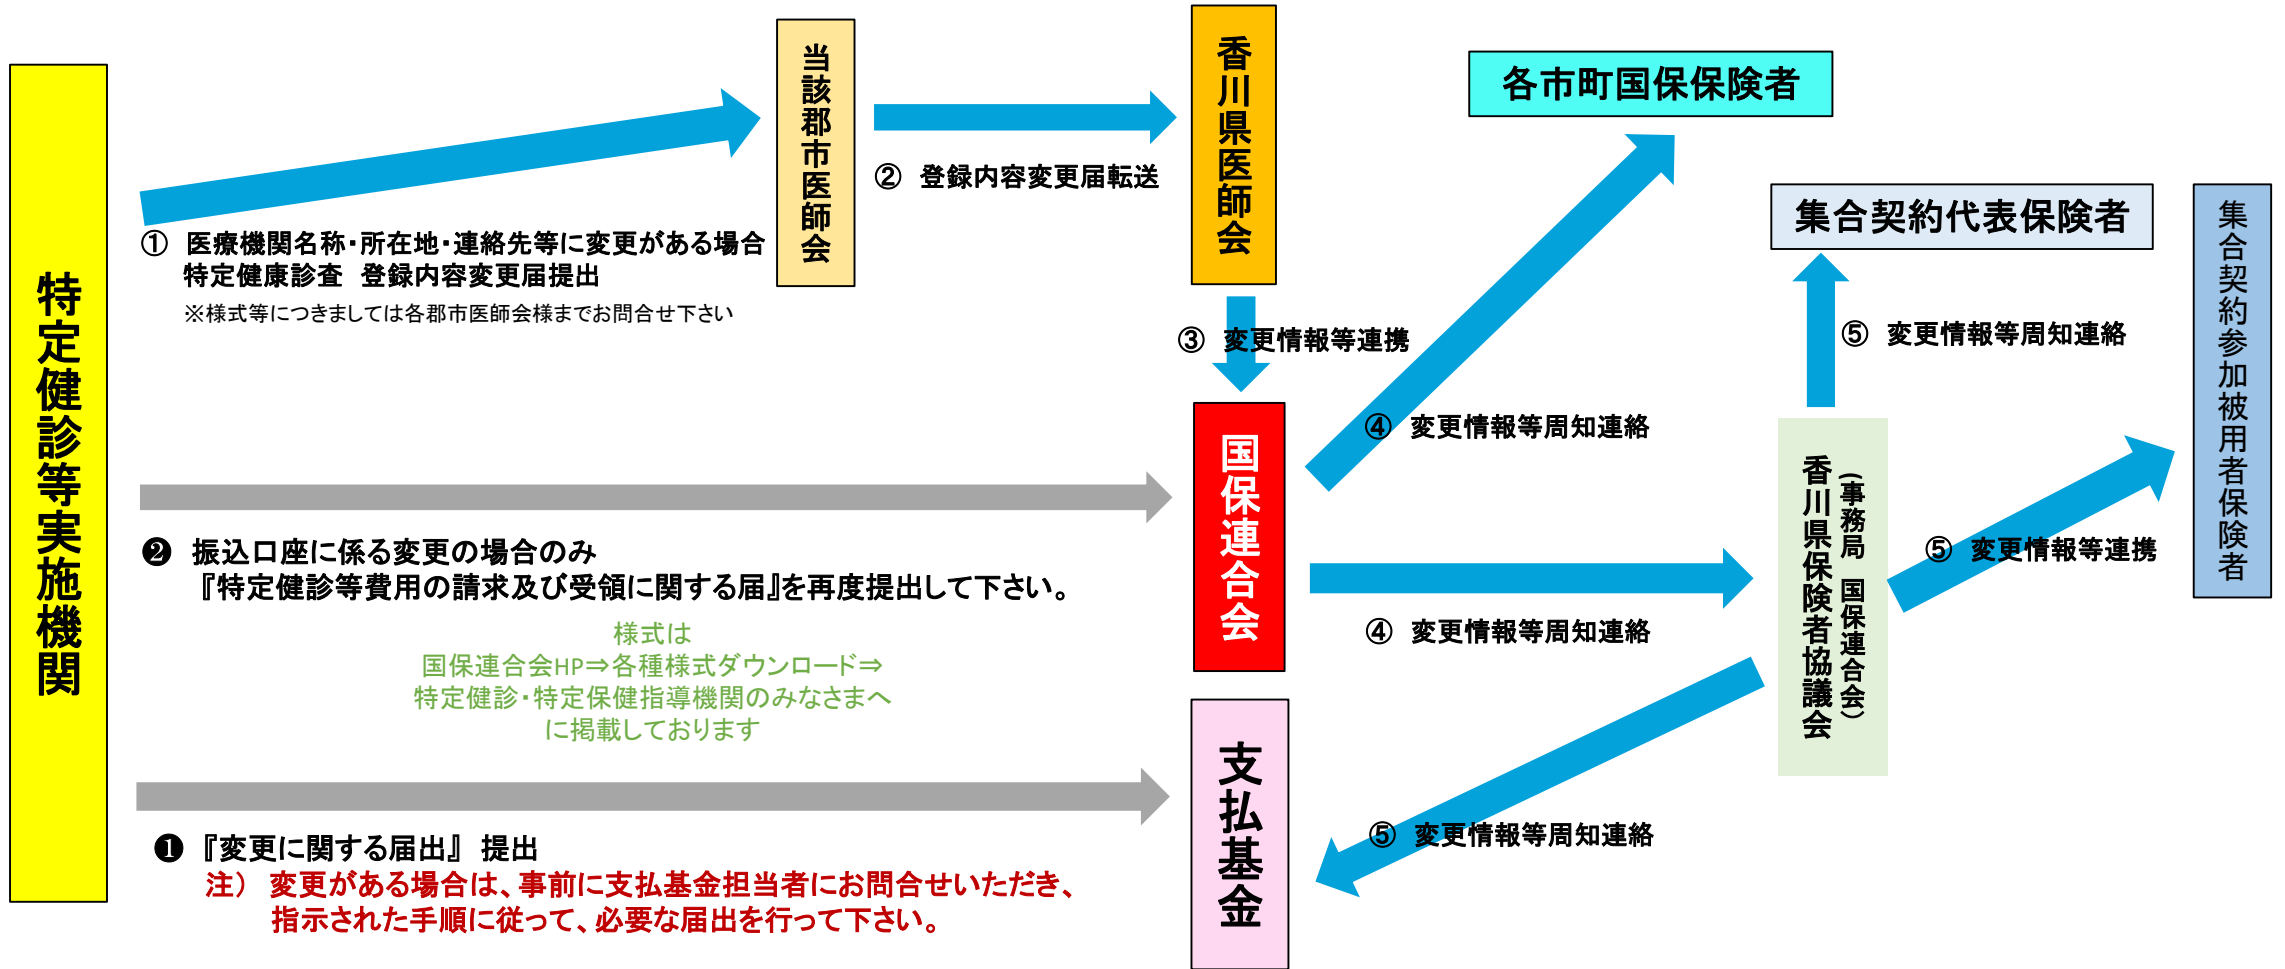 特定健診等実施機関
当該郡市医師会
香川県医師会
各市町国保保険者
集合契約代表保険者
集合契約参加被用者保険者
② 登録内容変更届転送
① 医療機関名称・所在地・連絡先等に変更がある場合
特定健康診査 登録内容変更届提出
※様式等につきましては各郡市医師会様までお問合せ下さい
③ 変更情報等連携
⑤ 変更情報等周知連絡
④ 変更情報等周知連絡
国保連合会
香川県保険者協議会
（事務局 国保連合会）
⑤ 変更情報等連携
❷ 振込口座に係る変更の場合のみ
『特定健診等費用の請求及び受領に関する届』を再度提出して下さい。
④ 変更情報等周知連絡
様式は
国保連合会HP⇒各種様式ダウンロード⇒
特定健診・特定保健指導機関のみなさまへ
に掲載しております
支払基金
⑤ 変更情報等周知連絡
❶ 『変更に関する届出』 提出
注） 変更がある場合は、事前に支払基金担当者にお問合せいただき、
指示された手順に従って、必要な届出を行って下さい。